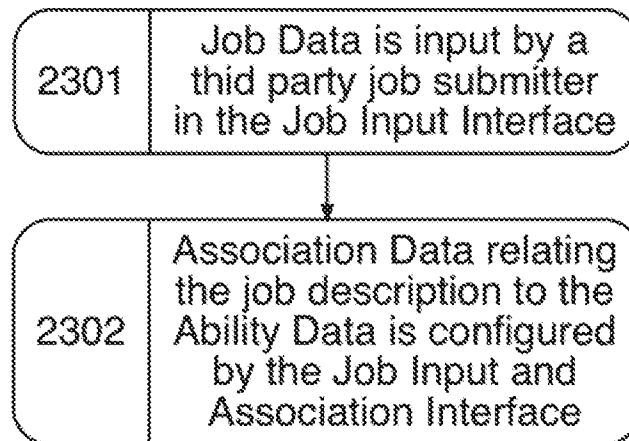 2301
Job Data is input by a
thid party job submitter
in the Job Input Interface
2302
Association Data relating
the job description to the
Ability Data is configured
by the Job Input and
Association Interface